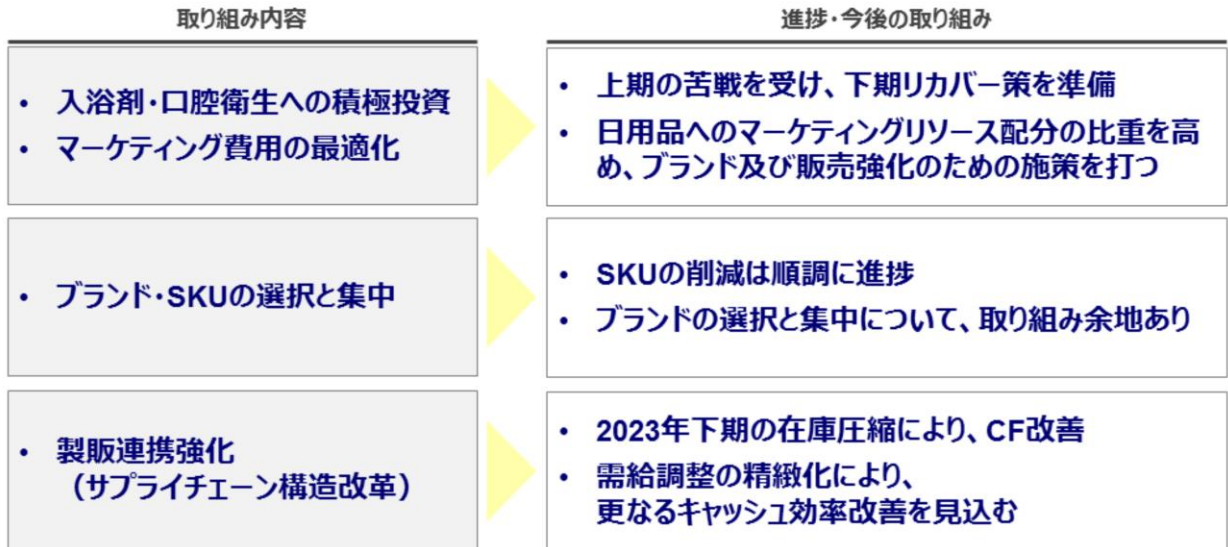 取り組み内容
進捗・今後の取り組み
• 入浴剤・口腔衛生への積極投資
• マーケティング費用の最適化
• 上期の苦戦を受け、下期リカバー策を準備
• 日用品へのマーケティングリソース配分の比重を高
め、ブランド及び販売強化のための施策を打つ
• ブランド・SKUの選択と集中
• SKUの削減は順調に進捗
• ブランドの選択と集中について、取り組み余地あり
• 製販連携強化
（サプライチェーン構造改革）
• 2023年下期の在庫圧縮により、CF改善
• 需給調整の精緻化により、
更なるキャッシュ効率改善を見込む